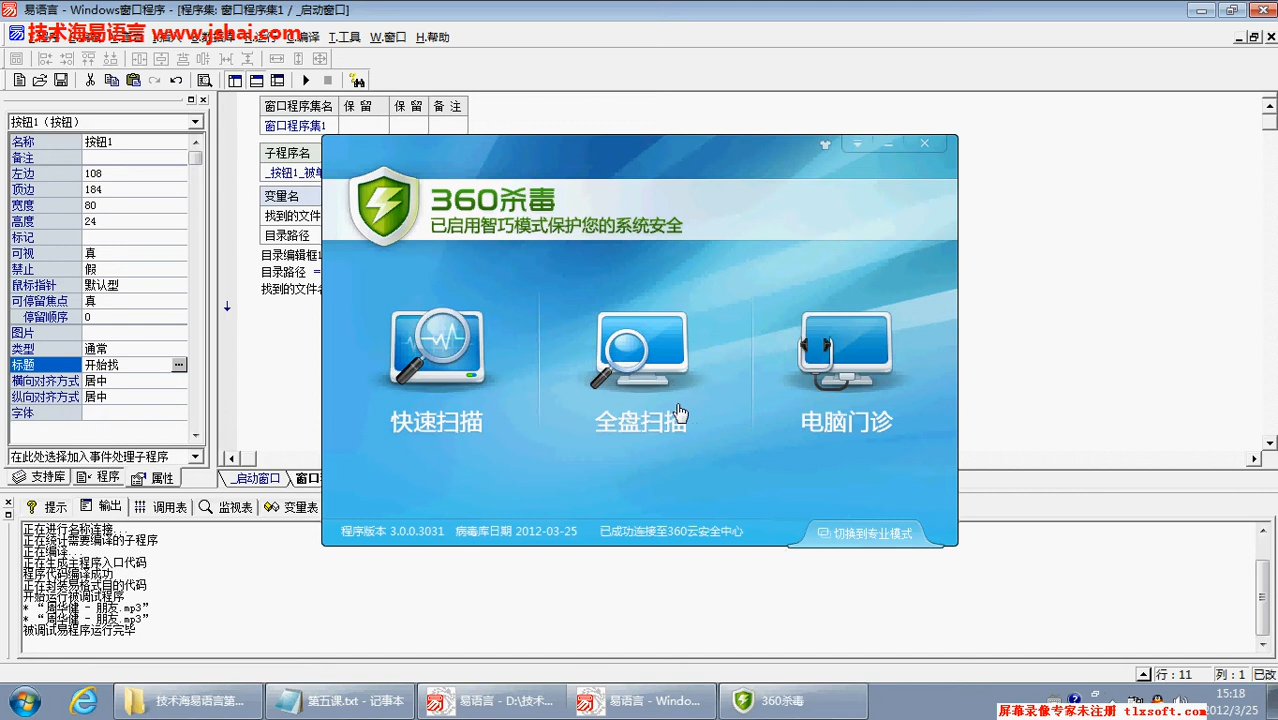 易语言 - Windows窗口程序 - [程序集: 窗口程序集1 / _启动窗口]
技术海易语言 www.jshai.com
C.编译 T.工具 W.窗口 H.帮助
按钮1（按钮）
名称 按钮1
备注
左边 108
顶边 184
宽度 80
高度 24
标记
可视 真
禁止 假
鼠标指针 默认型
可停留焦点 真
停留顺序 0
图片
类型 通常
标题 开始找
横向对齐方式 居中
纵向对齐方式 居中
字体
在此处选择加入事件处理子程序
支持库 程序 属性
窗口程序集名 保 留 保 留 备 注
窗口程序集1
子程序名
_按钮1_被单
变量名
找到的文件
目录路径
目录编辑框1
目录路径 =
找到的文件名
_启动窗口 窗口
360杀毒
已启用智巧模式保护您的系统安全
快速扫描 全盘扫描 电脑门诊
程序版本 3.0.0.3031 病毒库日期 2012-03-25 已成功连接至360云安全中心 切换到专业模式
提示 输出 调用表 监视表 变量表
正在进行名称连接...
正在统计需要编译的子程序
正在编译...
正在生成主程序入口代码
程序代码编译成功
正在封装易格式目的代码
开始运行被调试程序
* “周华健 - 朋友.mp3”
* “周华健 - 朋友.mp3”
被调试易程序运行完毕
行：11 列：1 已改
技术海易语言第... 第五课.txt - 记事本 易语言 - D:\技术... 易语言 - Windo... 360杀毒
15:18
2012/3/25
屏幕录像专家未注册 tlxsoft.com